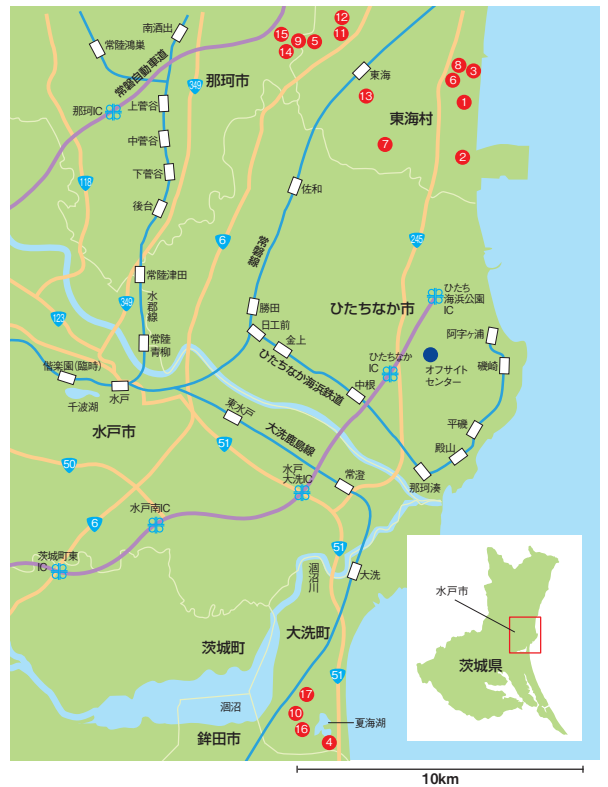 南酒出
常陸鴻巣
常磐自動車道
那珂市
349
那珂IC
上菅谷
中菅谷
下菅谷
118
後台
15
14
9
5
12
11
東海
13
東海村
8
3
6
1
7
2
佐和
常磐線
6
245
常陸津田
349
水郡線
123
常陸
青柳
勝田
日工前
金上
ひたちなか市
ひたち
海浜公園
IC
ひたちなか
IC
オフサイト
センター
阿字ヶ浦
磯崎
ひたちなか海浜鉄道
中根
平磯
殿山
那珂湊
偕楽園(臨時)
千波湖
水戸
水戸市
東水戸
大洗鹿島線
51
50
水戸
大洗IC
常澄
水戸南IC
6
茨城町東
IC
51
涸沼川
大洗
茨城町
大洗町
51
涸沼
17
10
16
4
夏海湖
鉾田市
水戸市
茨城県
10km